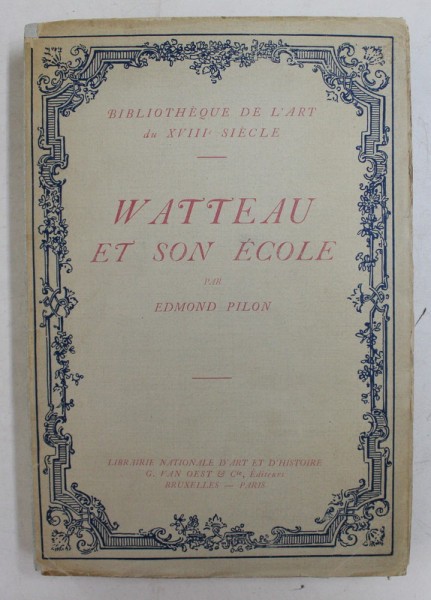 BIBLIOTHÈQUE DE L'ART
du XVIIIe SIÈCLE
WATTEAU
ET SON ÉCOLE
PAR
EDMOND PILON
LIBRAIRIE NATIONALE D'ART ET D'HISTOIRE
G. VAN OEST & Cie, Éditeurs
BRUXELLES — PARIS